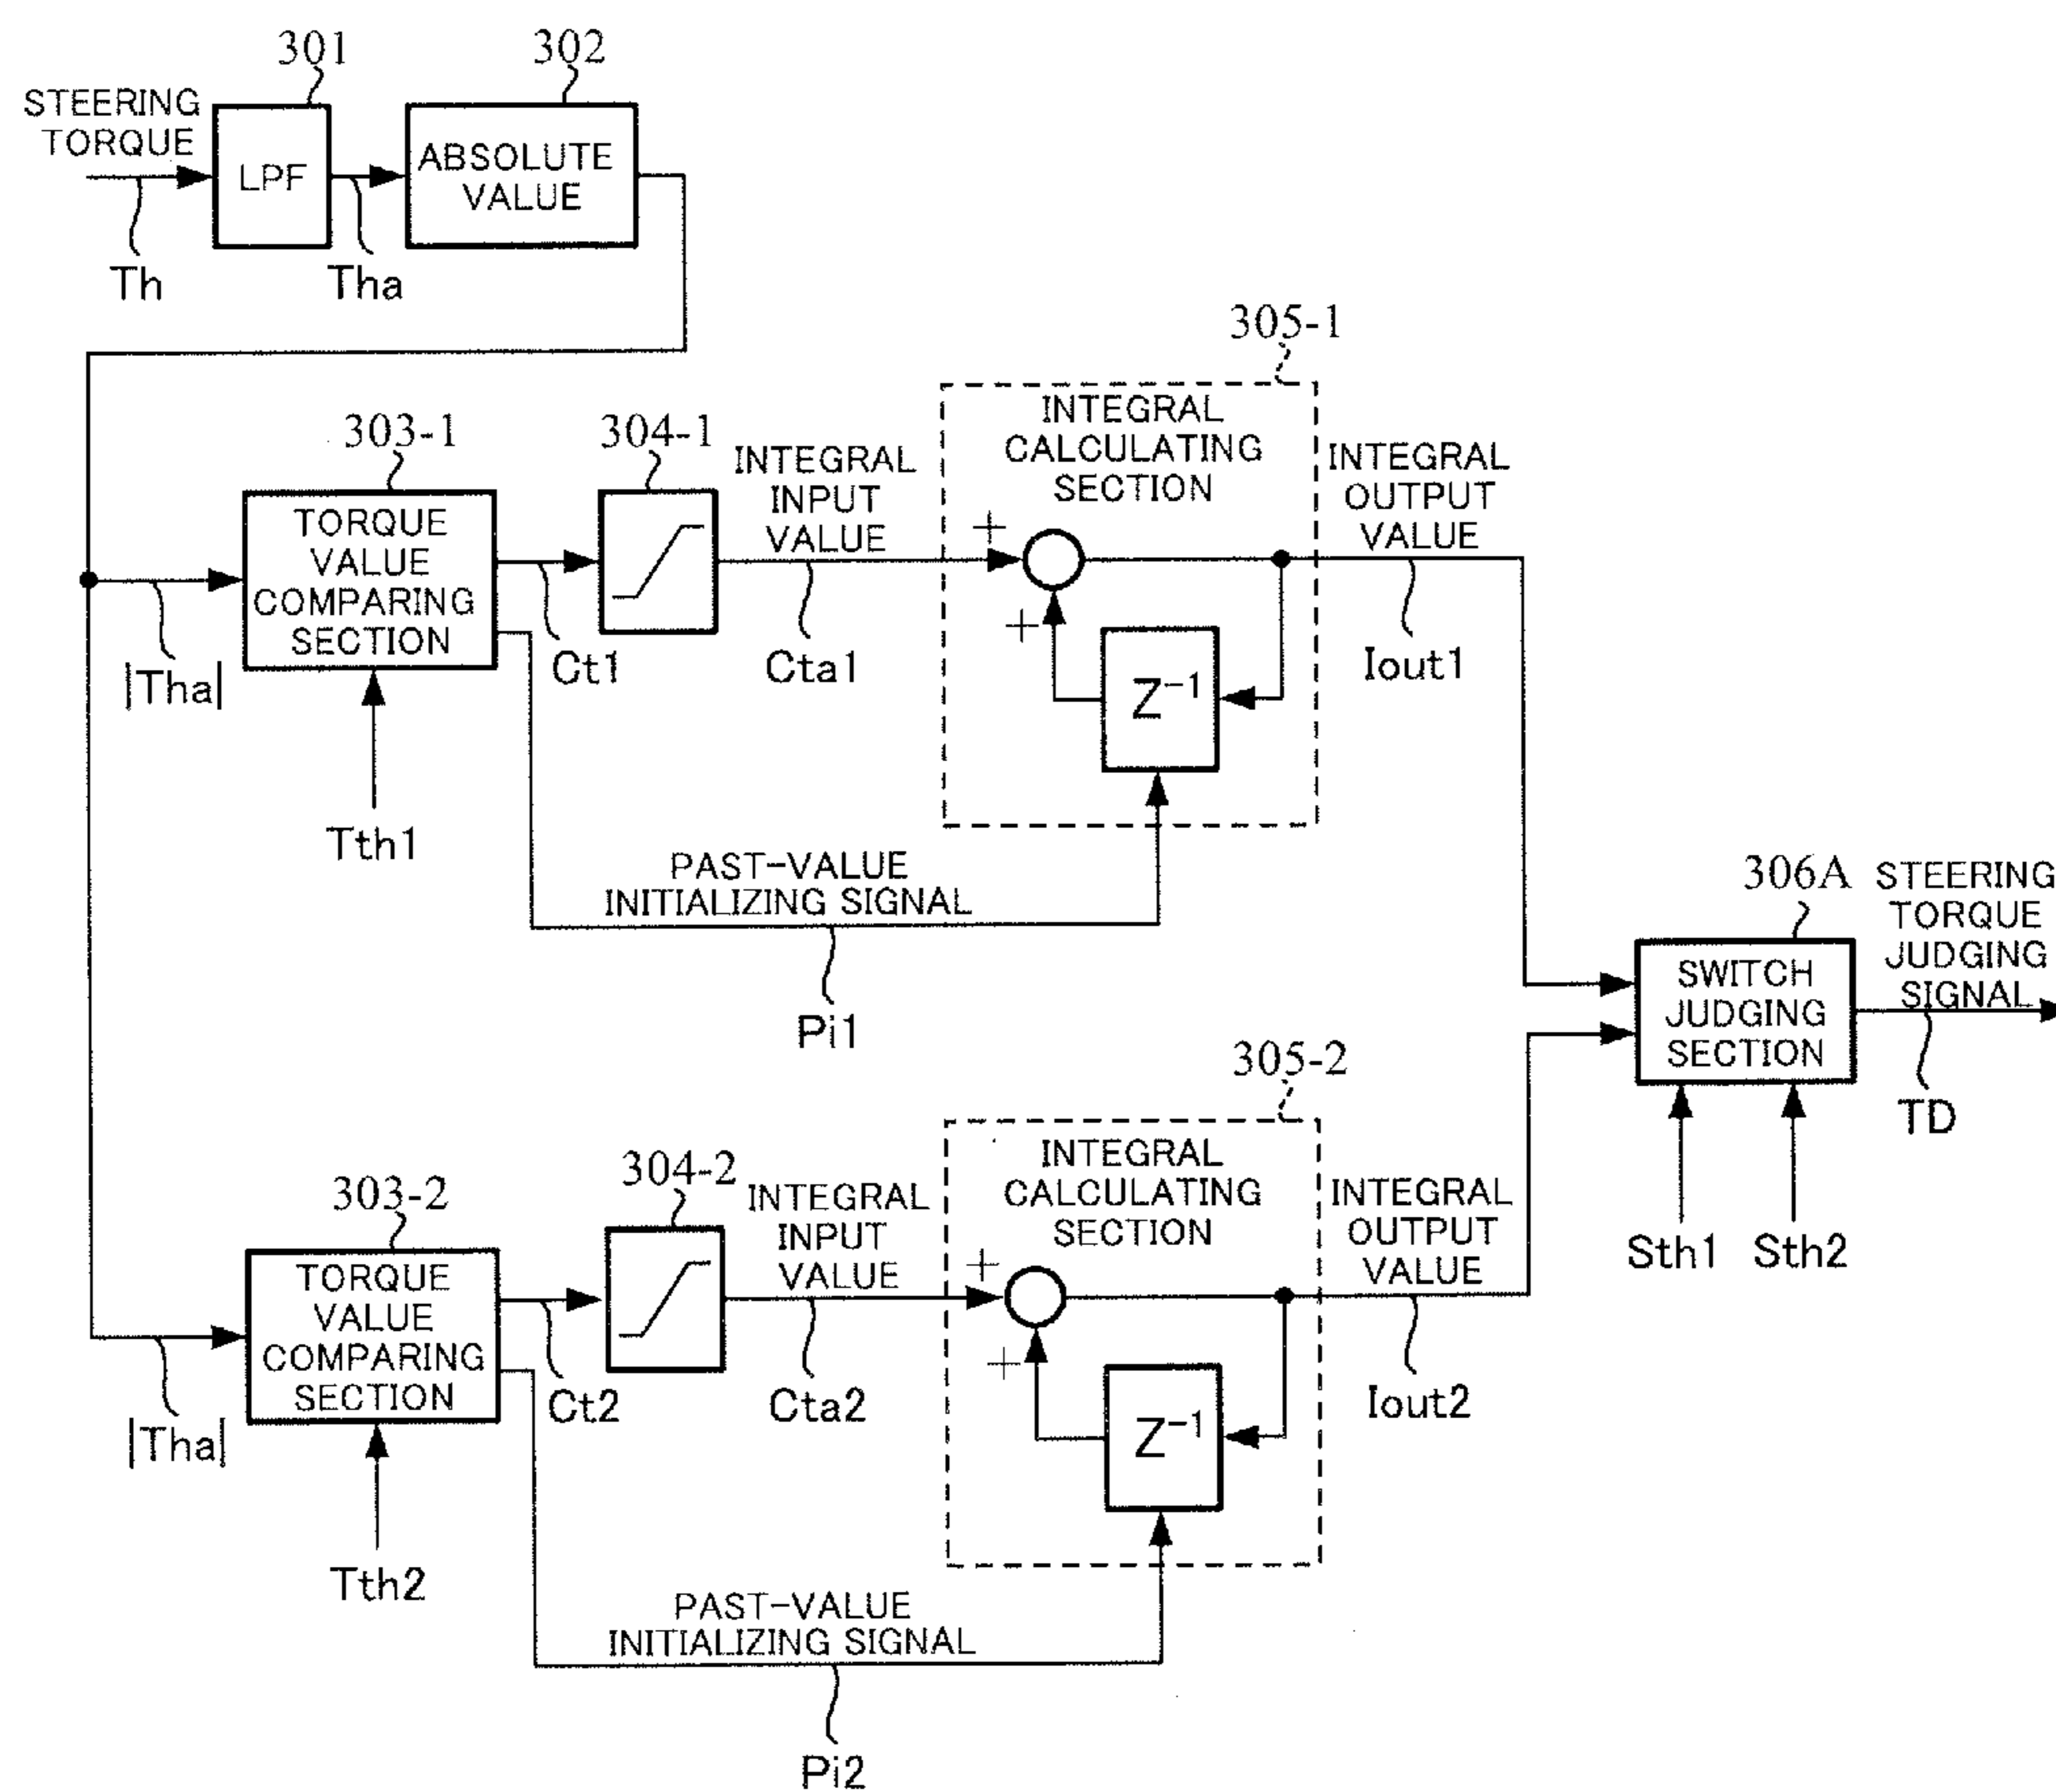 301
302
STEERING
TORQUE
LPF
ABSOLUTE
VALUE
Th
Tha
305-1
303-1
304-1
INTEGRAL
INPUT
VALUE
INTEGRAL
CALCULATING
SECTION
INTEGRAL
OUTPUT
VALUE
TORQUE
VALUE
COMPARING
SECTION
+
+
|Tha|
Ct1
Cta1
Z⁻¹
Iout1
Tth1
PAST-VALUE
INITIALIZING SIGNAL
Pi1
306A
STEERING
TORQUE
JUDGING
SIGNAL
SWITCH
JUDGING
SECTION
TD
Sth1
Sth2
305-2
303-2
304-2
INTEGRAL
INPUT
VALUE
INTEGRAL
CALCULATING
SECTION
INTEGRAL
OUTPUT
VALUE
TORQUE
VALUE
COMPARING
SECTION
+
+
|Tha|
Ct2
Cta2
Z⁻¹
Iout2
Tth2
PAST-VALUE
INITIALIZING SIGNAL
Pi2